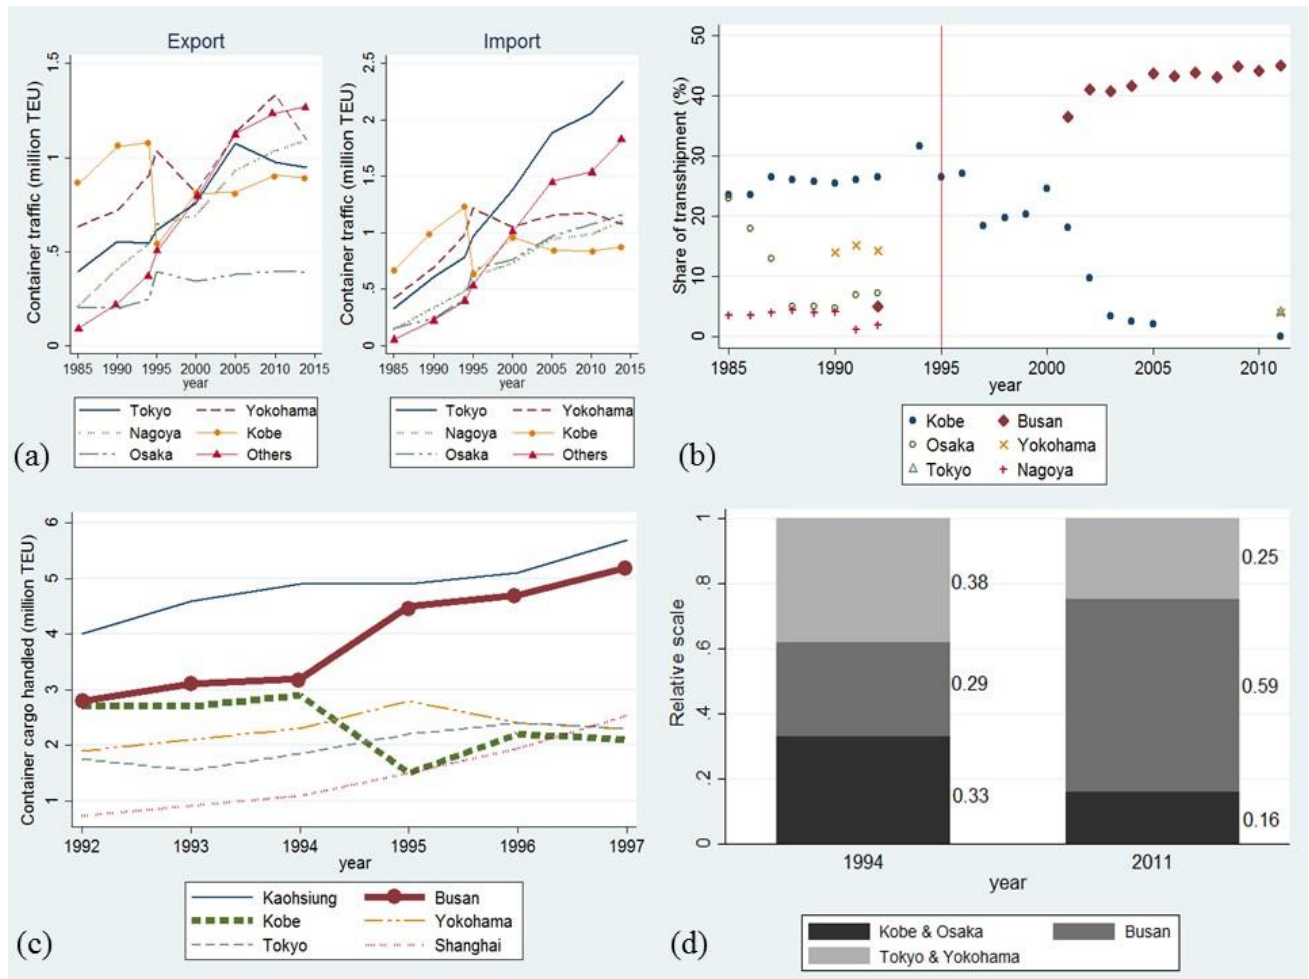 Export
Container traffic (million TEU)
0 .5 1 1.5
1985 1990 1995 2000 2005 2010 2015
year
Tokyo Yokohama
Nagoya Kobe
Osaka Others
Import
Container traffic (million TEU)
0 .5 1 1.5 2 2.5
1985 1990 1995 2000 2005 2010 2015
year
Tokyo Yokohama
Nagoya Kobe
Osaka Others
(a)
Share of transshipment (%)
0 10 20 30 40 50
1985 1990 1995 2000 2005 2010
year
Kobe Busan
Osaka Yokohama
Tokyo Nagoya
(b)
Container cargo handled (million TEU)
1 2 3 4 5 6
1992 1993 1994 1995 1996 1997
year
Kaohsiung Busan
Kobe Yokohama
Tokyo Shanghai
(c)
Relative scale
0 .2 .4 .6 .8 1
0.38
0.29
0.33
0.25
0.59
0.16
1994 2011
year
Kobe & Osaka Busan
Tokyo & Yokohama
(d)